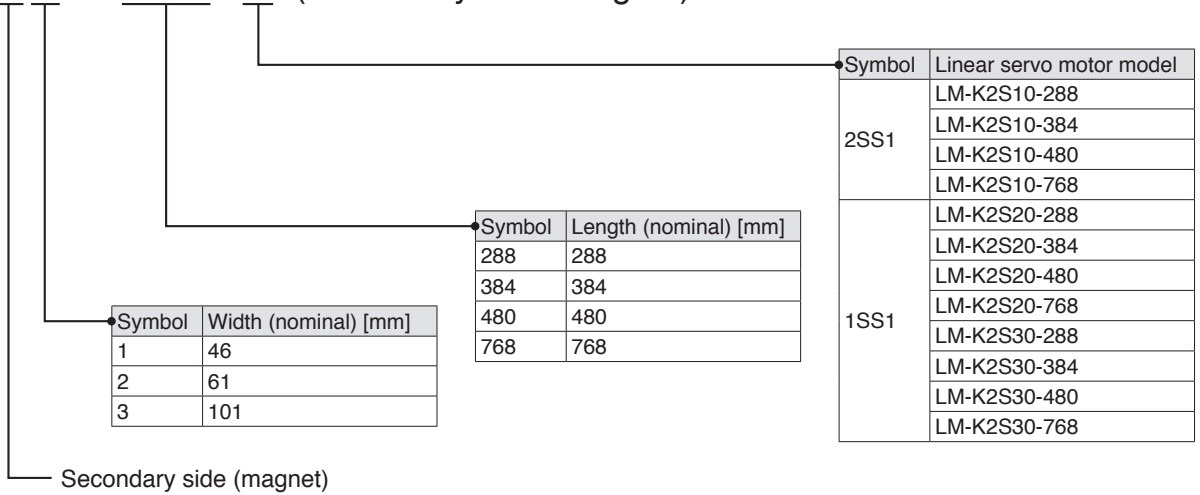 Symbol Linear servo motor model
2SS1
LM-K2S10-288
LM-K2S10-384
LM-K2S10-480
LM-K2S10-768
1SS1
LM-K2S20-288
LM-K2S20-384
LM-K2S20-480
LM-K2S20-768
LM-K2S30-288
LM-K2S30-384
LM-K2S30-480
LM-K2S30-768
Symbol Length (nominal) [mm]
288 288
384 384
480 480
768 768
Symbol Width (nominal) [mm]
1 46
2 61
3 101
Secondary side (magnet)